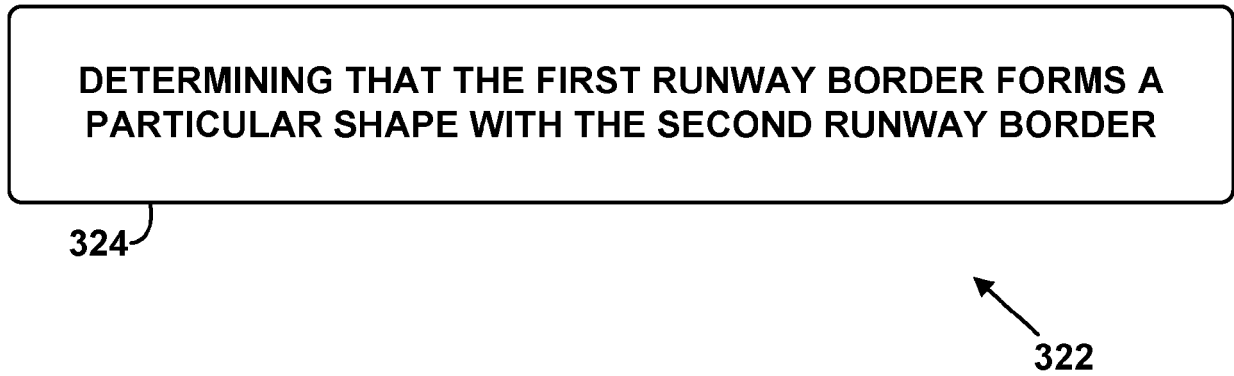 DETERMINING THAT THE FIRST RUNWAY BORDER FORMS A
PARTICULAR SHAPE WITH THE SECOND RUNWAY BORDER
324
322